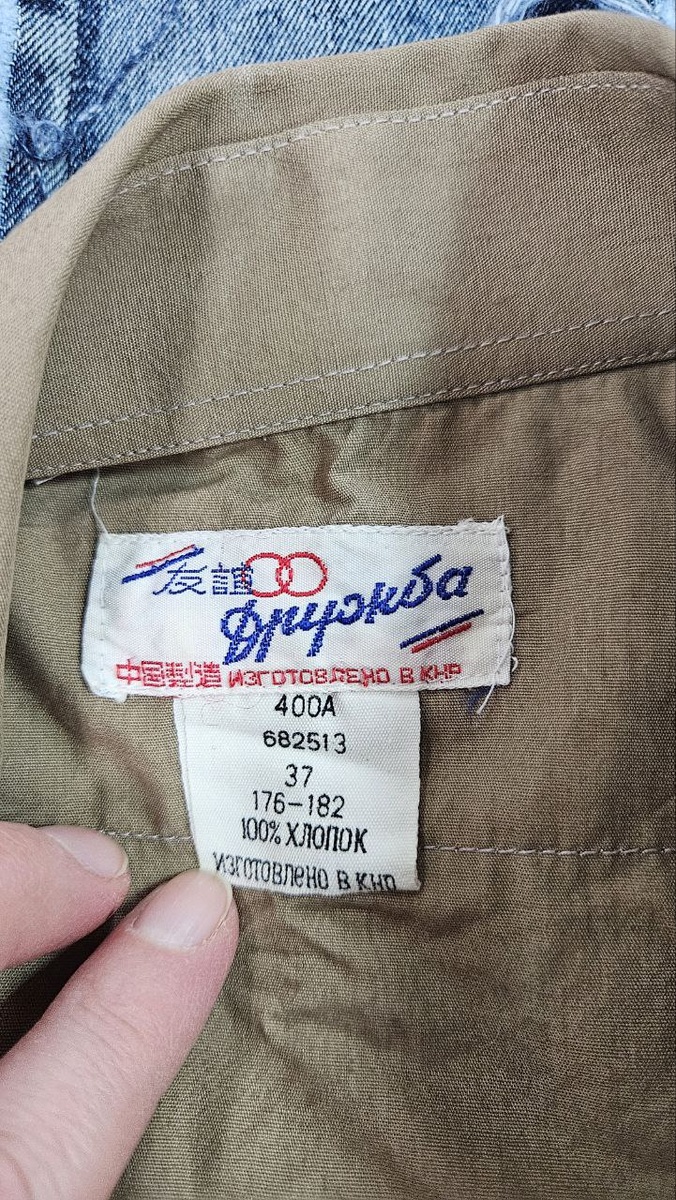 友誼
Дружба
中国製造 ИЗГОТОВЛЕНО В КНР
400А
682513
37
176-182
100% ХЛОПОК
ИЗГОТОВЛЕНО В КНР